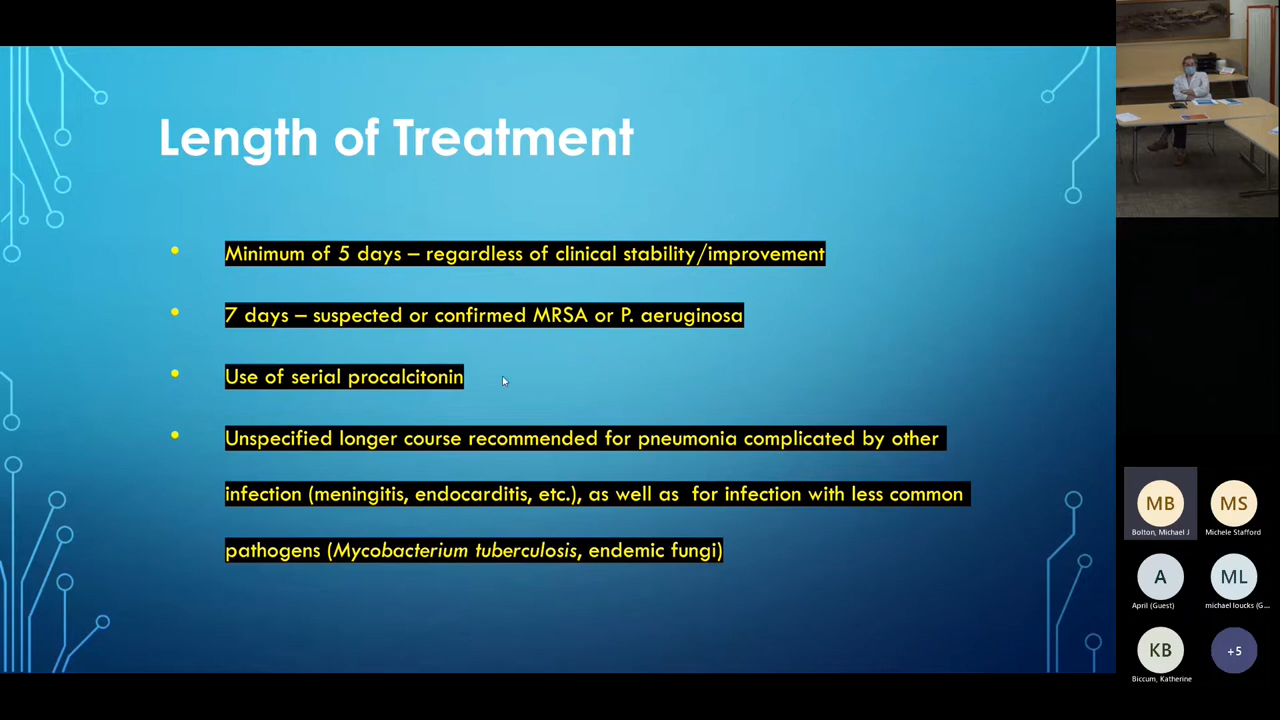 Length of Treatment
• Minimum of 5 days – regardless of clinical stability/improvement
• 7 days – suspected or confirmed MRSA or P. aeruginosa
• Use of serial procalcitonin
• Unspecified longer course recommended for pneumonia complicated by other
infection (meningitis, endocarditis, etc.), as well as  for infection with less common
pathogens (Mycobacterium tuberculosis, endemic fungi)
MB
Bolton, Michael J
MS
Michele Stafford
A
April (Guest)
ML
michael loucks (G...
KB
Biccum, Katherine
+5